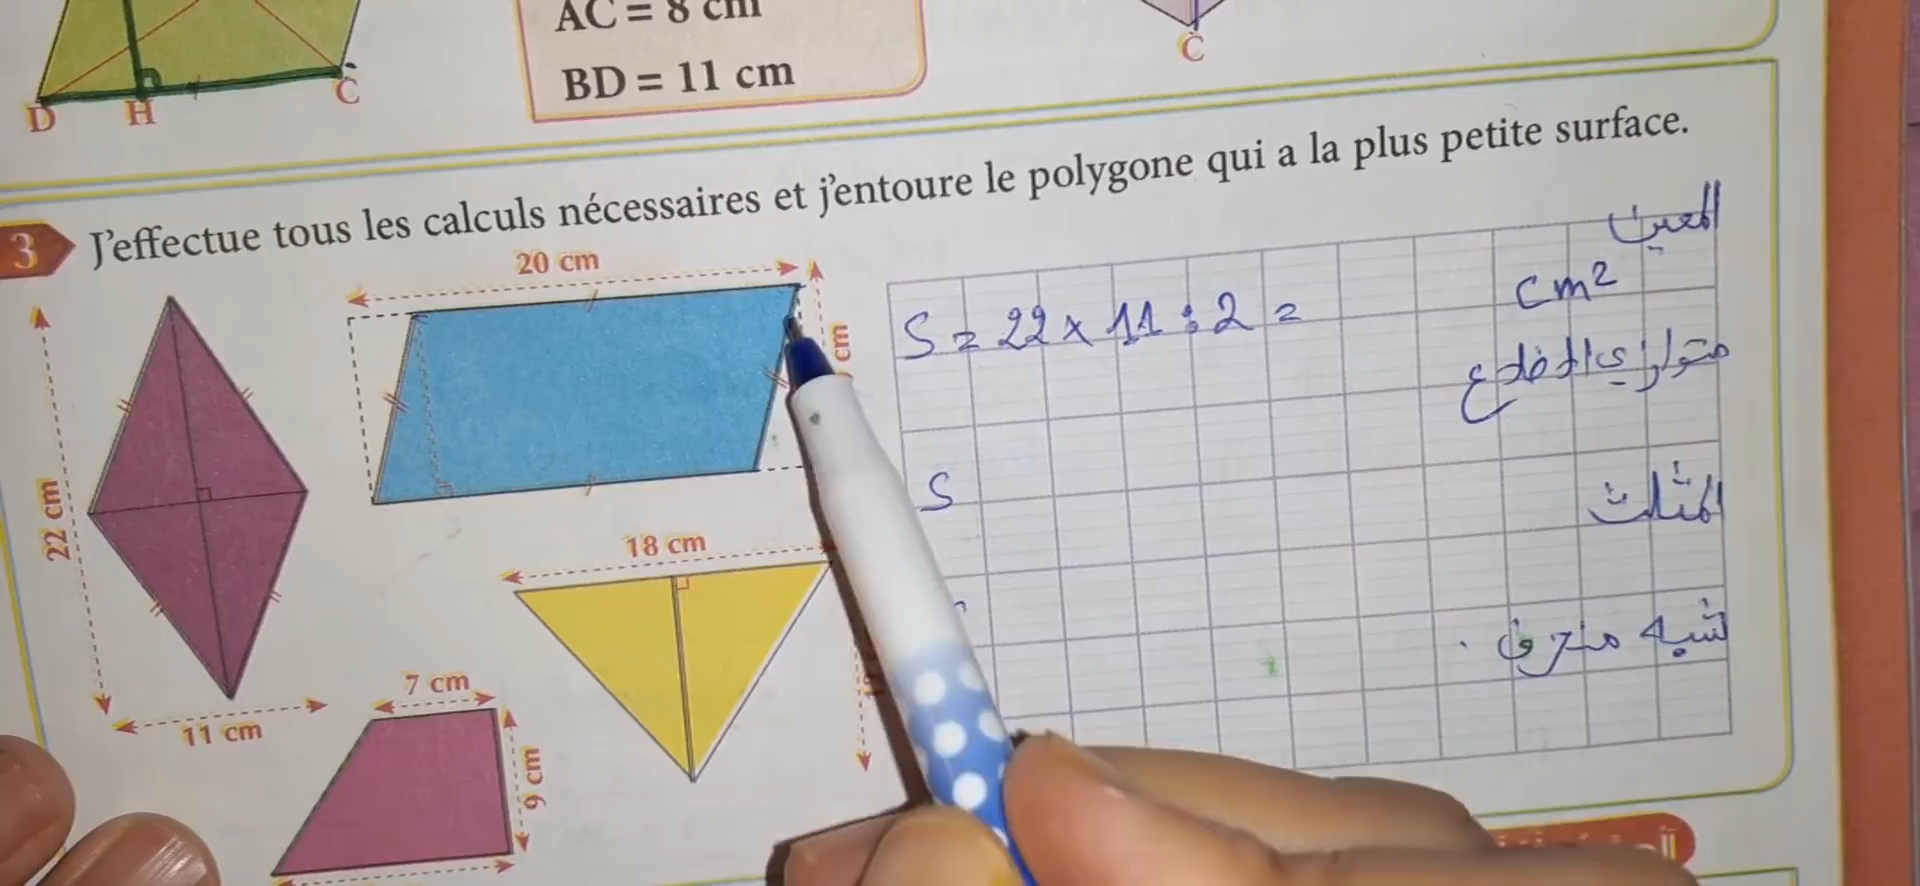 AC = 8 cm
BD = 11 cm
D H C
C
3 J'effectue tous les calculs nécessaires et j'entoure le polygone qui a la plus petite surface.
المعين
20 cm
cm
S = 22 x 11 : 2 =
cm²
متوازي الاضلاع
22 cm
S
المثلث
18 cm
شبه منحرف
7 cm
11 cm
9 cm